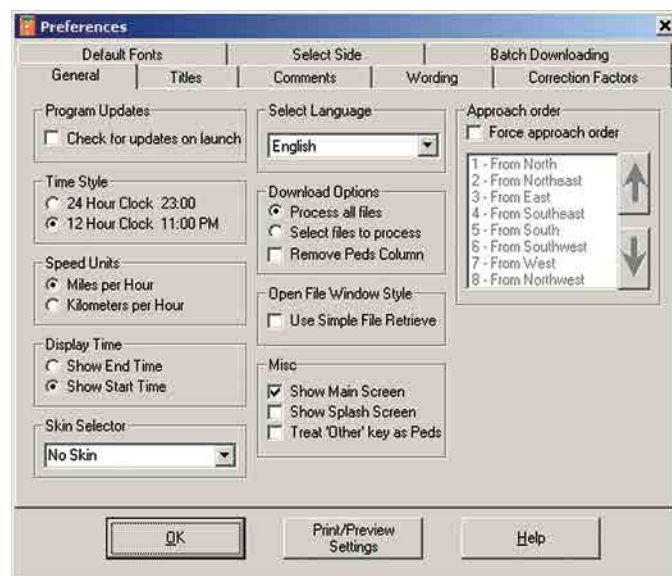 Preferences
Default Fonts
Select Side
Batch Downloading
General
Titles
Comments
Wording
Correction Factors
Program Updates
Check for updates on launch
Time Style
24 Hour Clock 23:00
12 Hour Clock 11:00 PM
Speed Units
Miles per Hour
Kilometers per Hour
Display Time
Show End Time
Show Start Time
Skin Selector
No Skin
Select Language
English
Download Options
Process all files
Select files to process
Remove Peds Column
Open File Window Style
Use Simple File Retrieve
Misc
Show Main Screen
Show Splash Screen
Treat 'Other' key as Peds
Approach order
Force approach order
1 - From North
2 - From Northeast
3 - From East
4 - From Southeast
5 - From South
6 - From Southwest
7 - From West
8 - From Northwest
OK
Print/Preview
Settings
Help